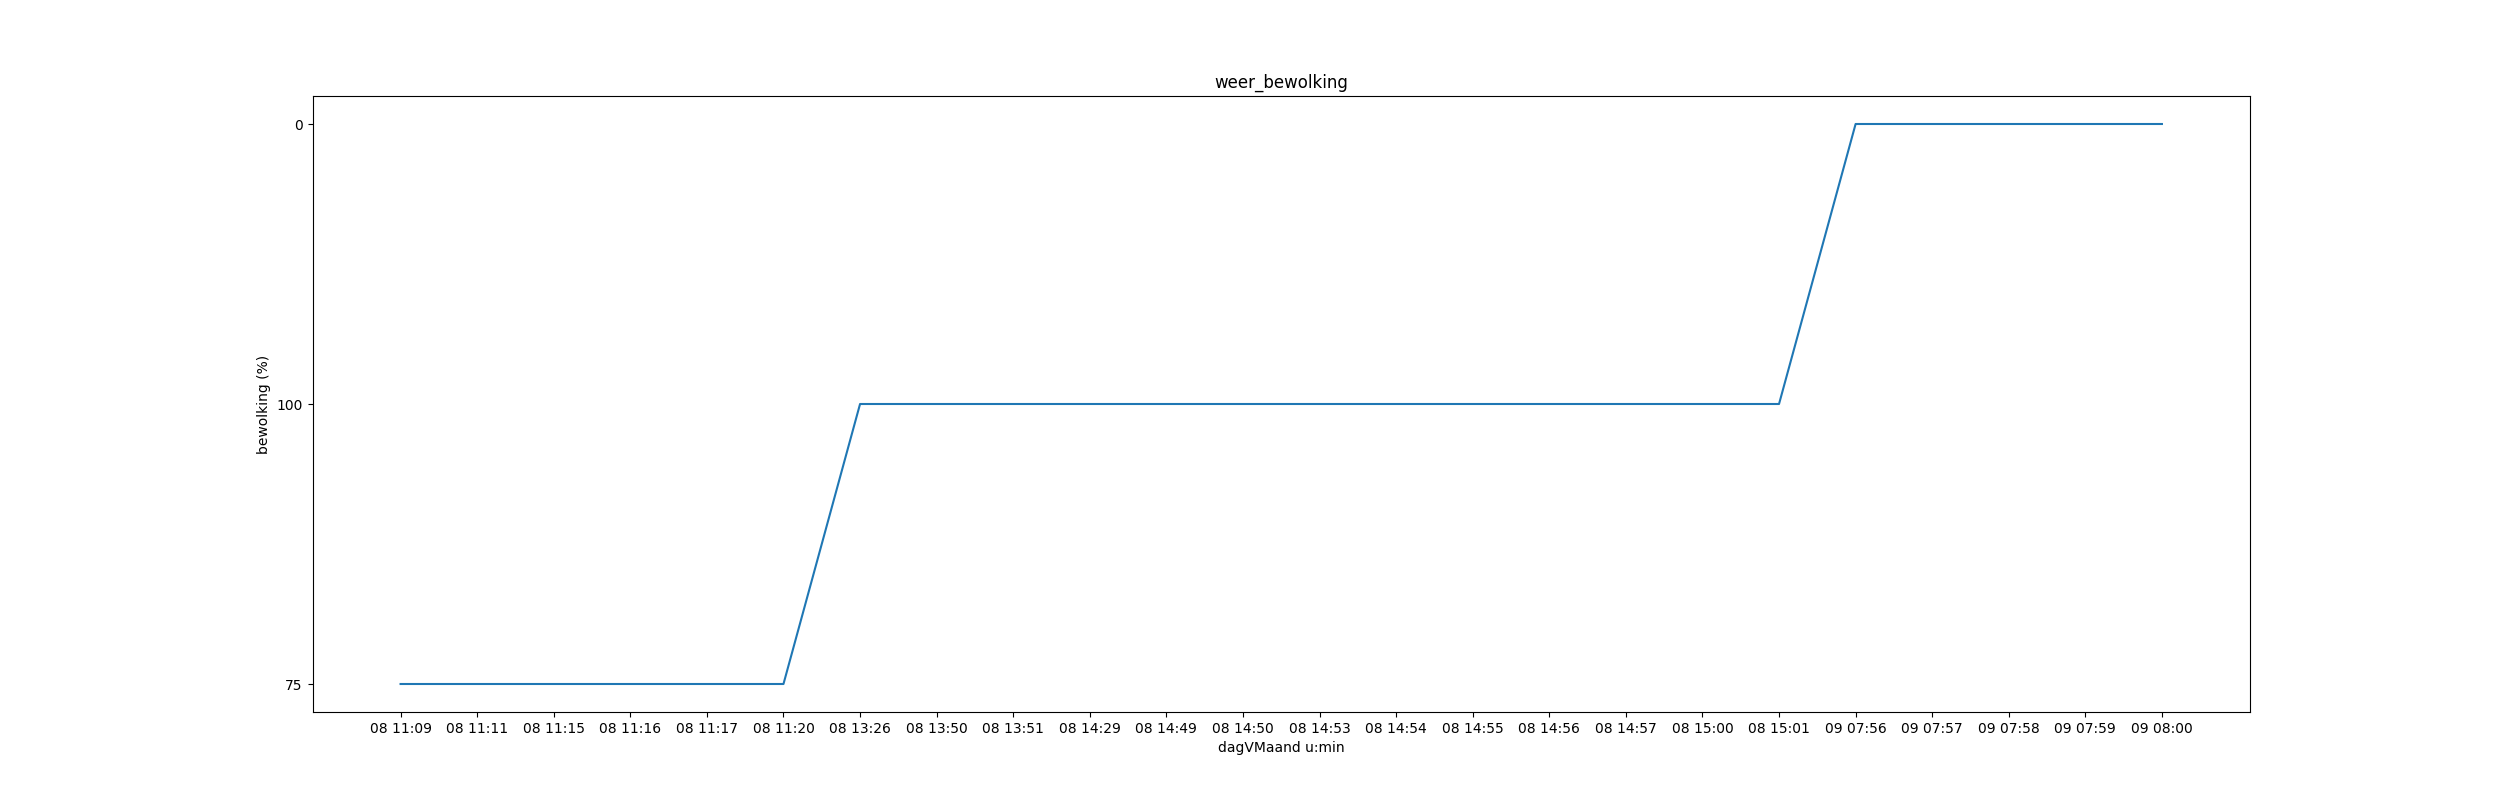 weer_bewolking
0
100
75
bewolking (%)
08 11:09 08 11:11 08 11:15 08 11:16 08 11:17 08 11:20 08 13:26 08 13:50 08 13:51 08 14:29 08 14:49 08 14:50 08 14:53 08 14:54 08 14:55 08 14:56 08 14:57 08 15:00 08 15:01 09 07:56 09 07:57 09 07:58 09 07:59 09 08:00
dagVMaand u:min